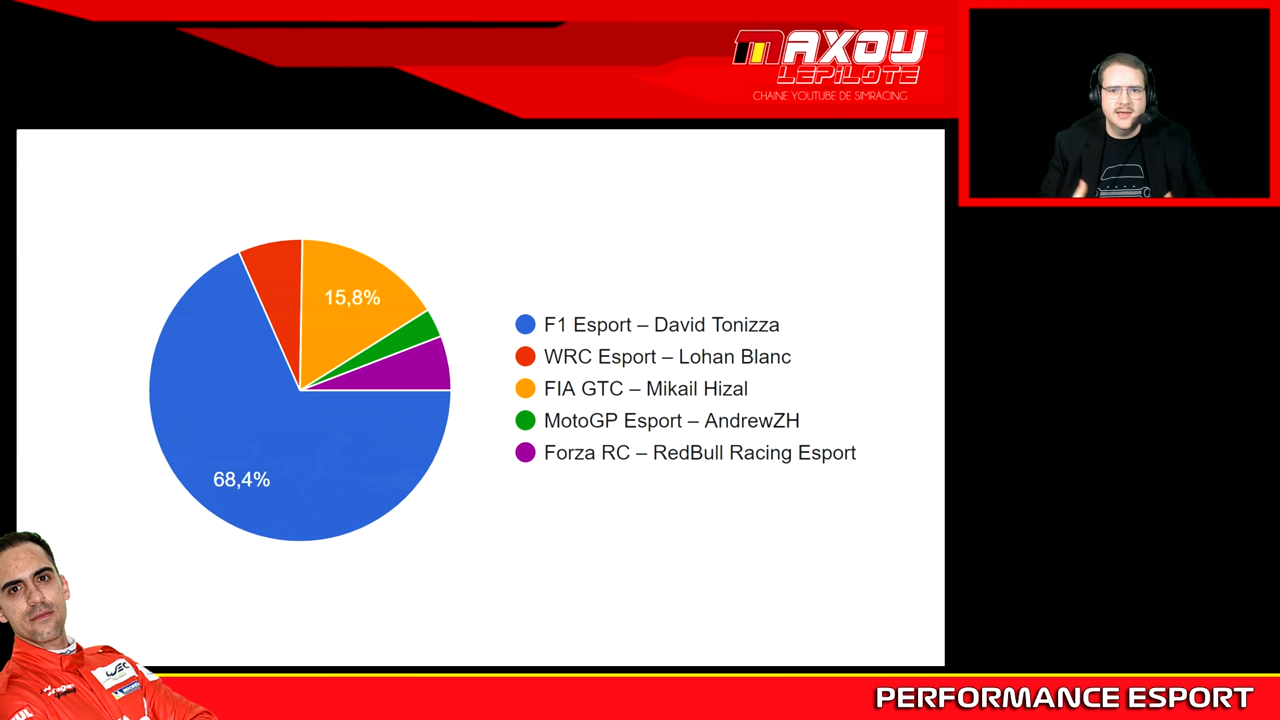 MAXOU
LEPILOTE
CHAINE YOUTUBE DE SIMRACING
15,8%
68,4%
F1 Esport – David Tonizza
WRC Esport – Lohan Blanc
FIA GTC – Mikail Hizal
MotoGP Esport – AndrewZH
Forza RC – RedBull Racing Esport
WEC
PERFORMANCE ESPORT